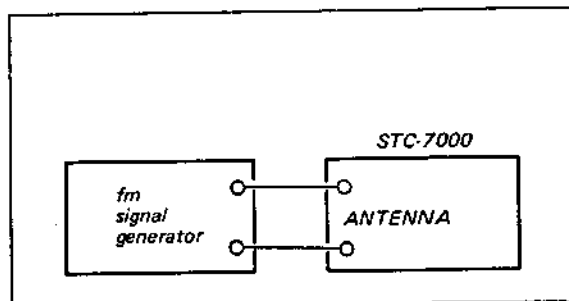 STC-7000
fm
signal
generator
ANTENNA